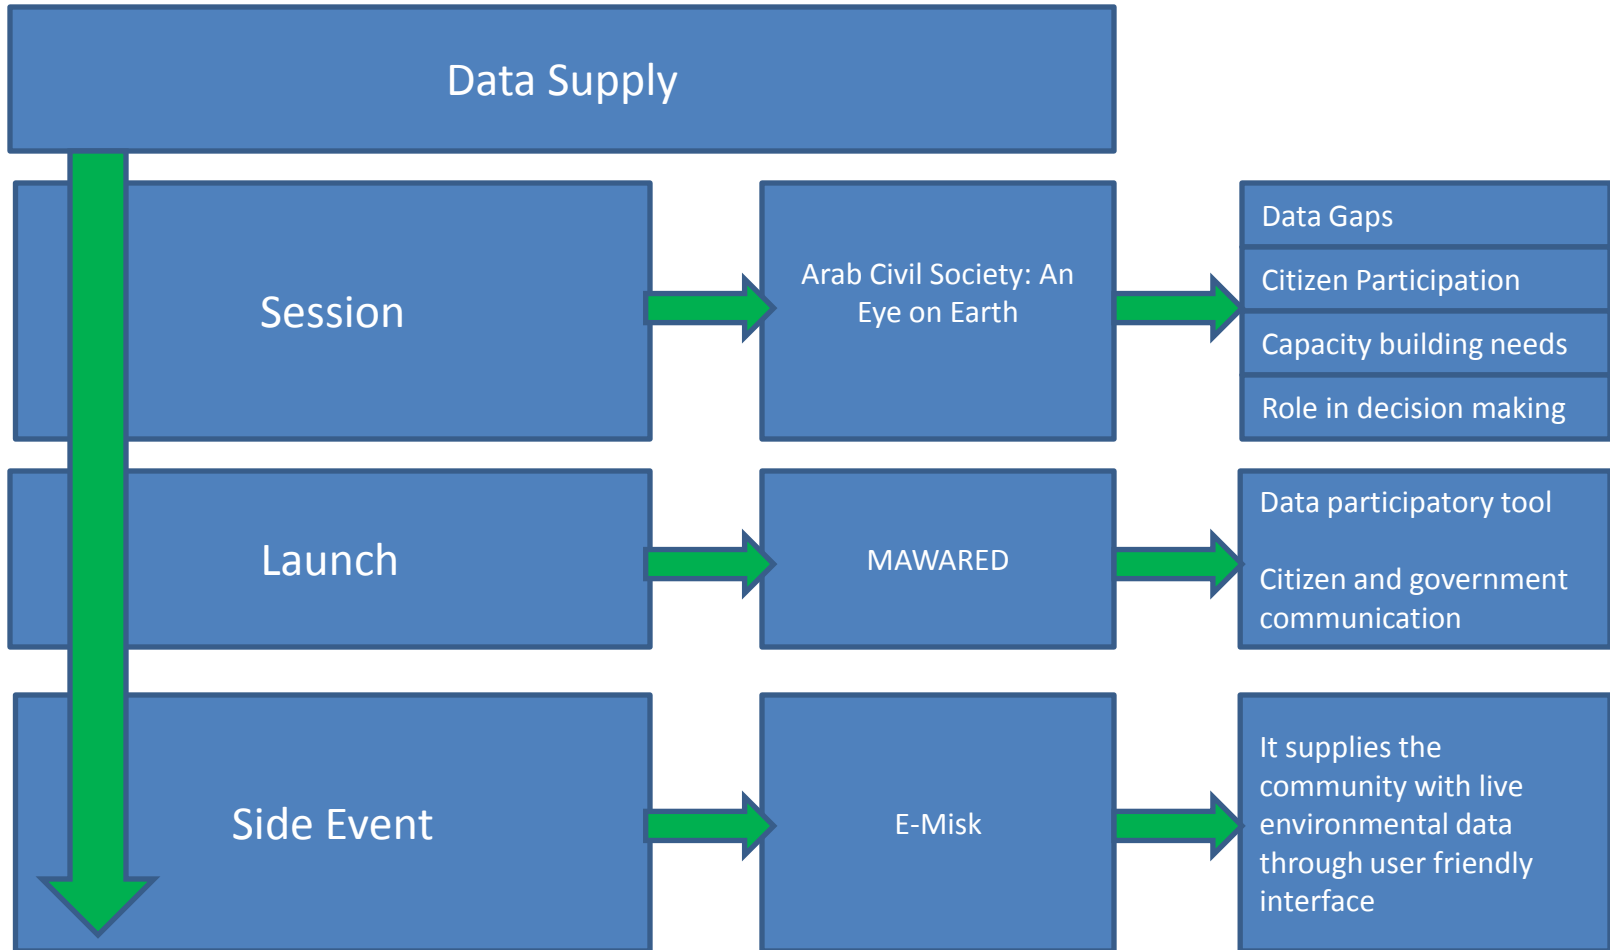 Data Supply
Session
Arab Civil Society: An
Eye on Earth
Data Gaps
Citizen Participation
Capacity building needs
Role in decision making
Launch
MAWARED
Data participatory tool
Citizen and government
communication
Side Event
E-Misk
It supplies the
community with live
environmental data
through user friendly
interface